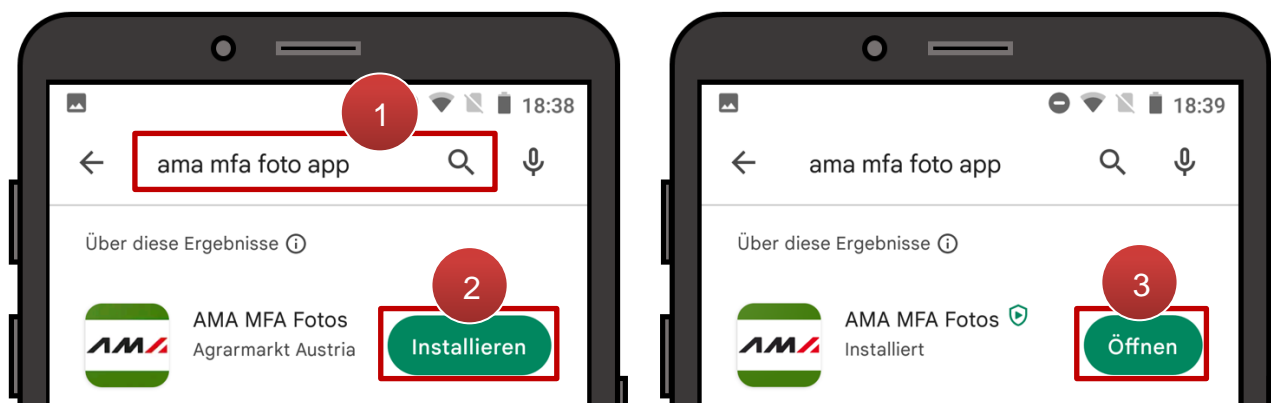 1
18:38
ama mfa foto app
Über diese Ergebnisse
2
AMA
AMA MFA Fotos
Agrarmarkt Austria
Installieren
18:39
ama mfa foto app
Über diese Ergebnisse
3
AMA
AMA MFA Fotos
Installiert
Öffnen